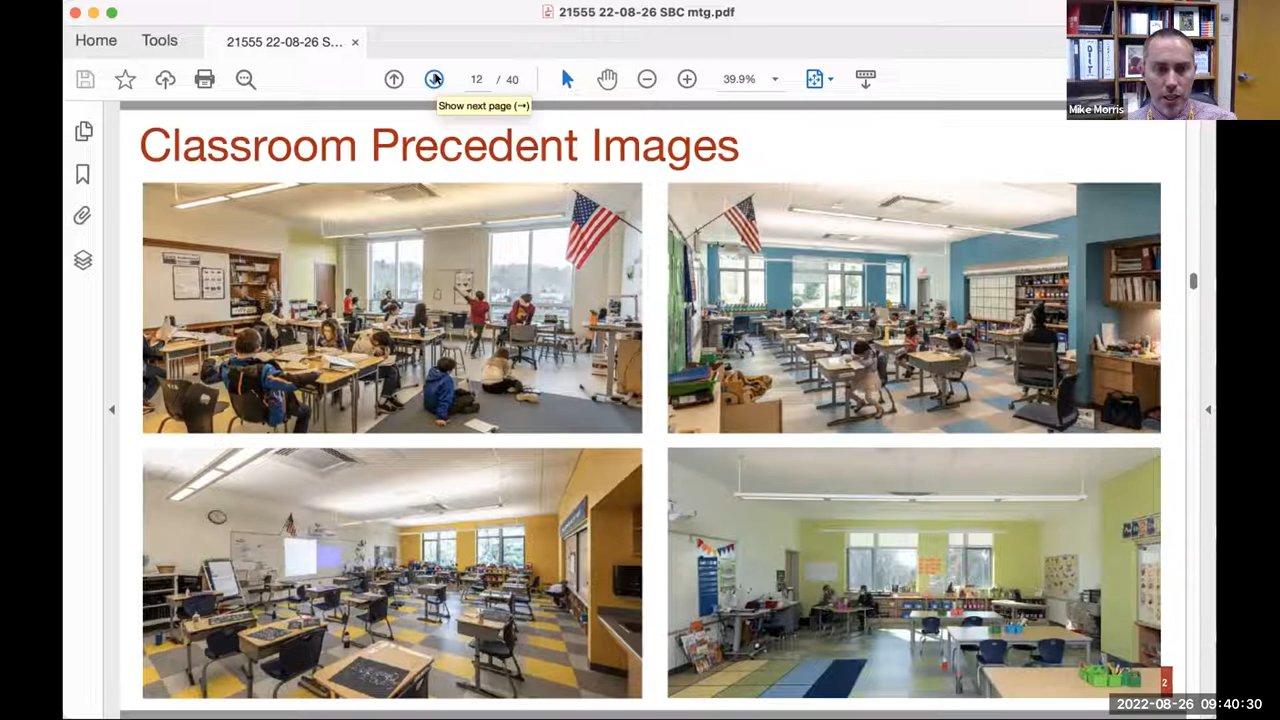 21555 22-08-26 SBC mtg.pdf
Home
Tools
21555 22-08-26 S...
12 / 40
39.9%
Show next page (→)
Mike Morris
Classroom Precedent Images
2
2022-08-26 09:40:30